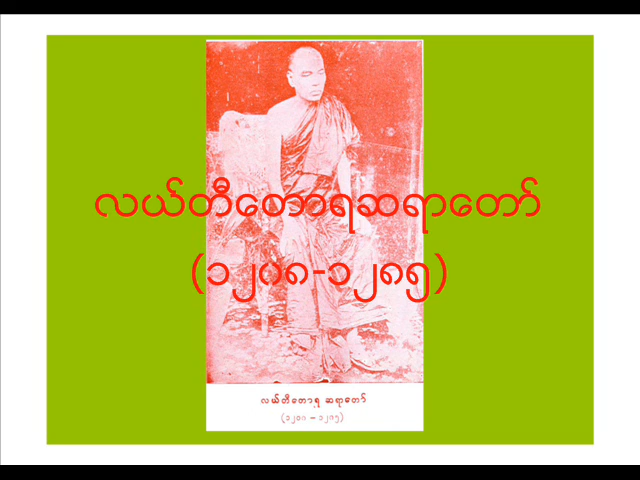 လယ်တီတောရဆရာတော်
(၁၂၀၈-၁၂၈၅)
လယ်တီတောရ ဆရာတော်
(၁၂၀၈ – ၁၂၈၅)